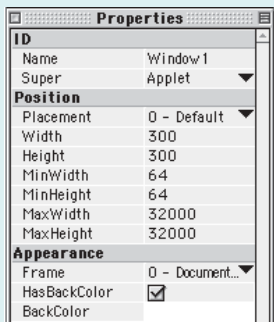 Properties
ID
Name Window1
Super Applet
Position
Placement 0 - Default
Width 300
Height 300
MinWidth 64
MinHeight 64
MaxWidth 32000
MaxHeight 32000
Appearance
Frame 0 - Document...
HasBackColor
BackColor